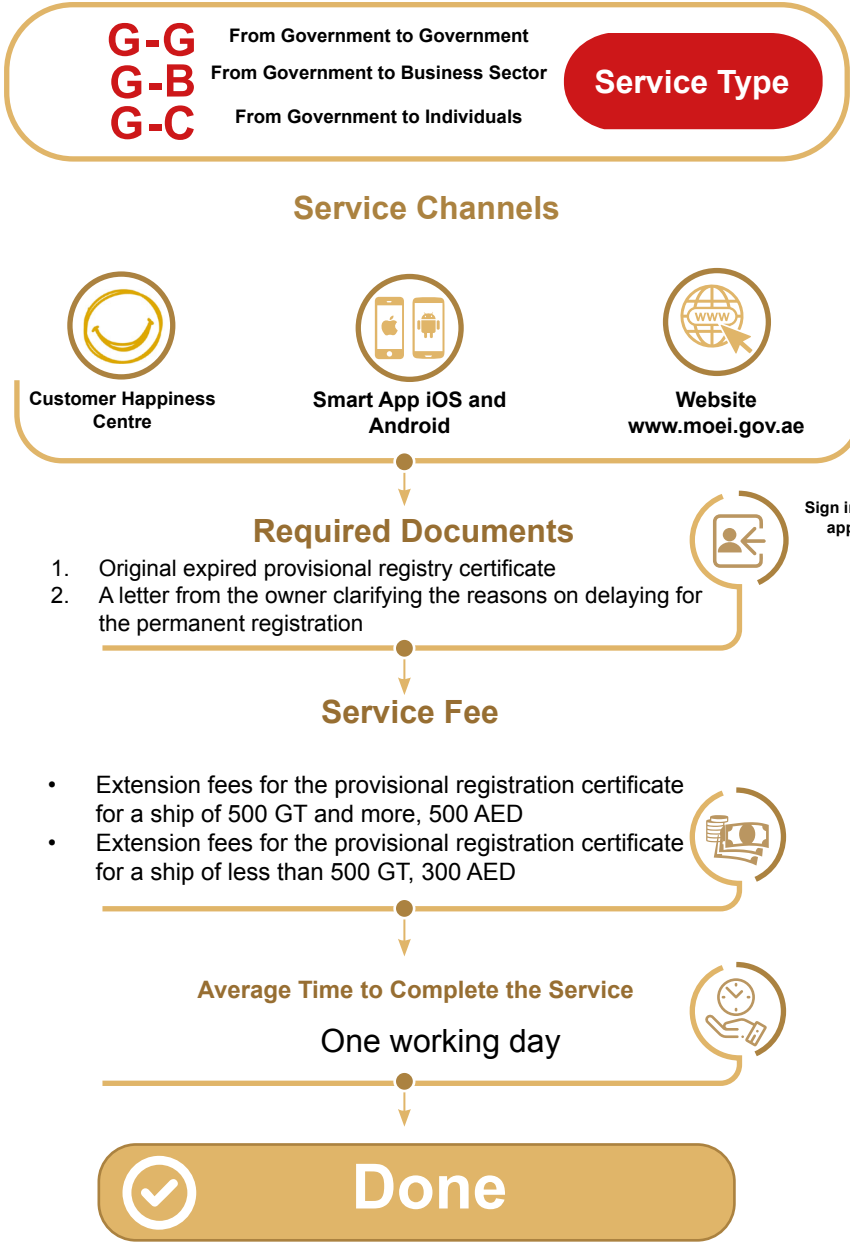 G-G From Government to Government
G-B From Government to Business Sector
G-C From Government to Individuals
Service Type
Service Channels
WWW
Customer Happiness
Centre
Smart App iOS and
Android
Website
www.moei.gov.ae
Required Documents
Sign
1. Original expired provisional registry certificate
2. A letter from the owner clarifying the reasons on delaying for
the permanent registration
Service Fee
• Extension fees for the provisional registration certificate
for a ship of 500 GT and more, 500 AED
• Extension fees for the provisional registration certificate
for a ship of less than 500 GT, 300 AED
Average Time to Complete the Service
One working day
Done